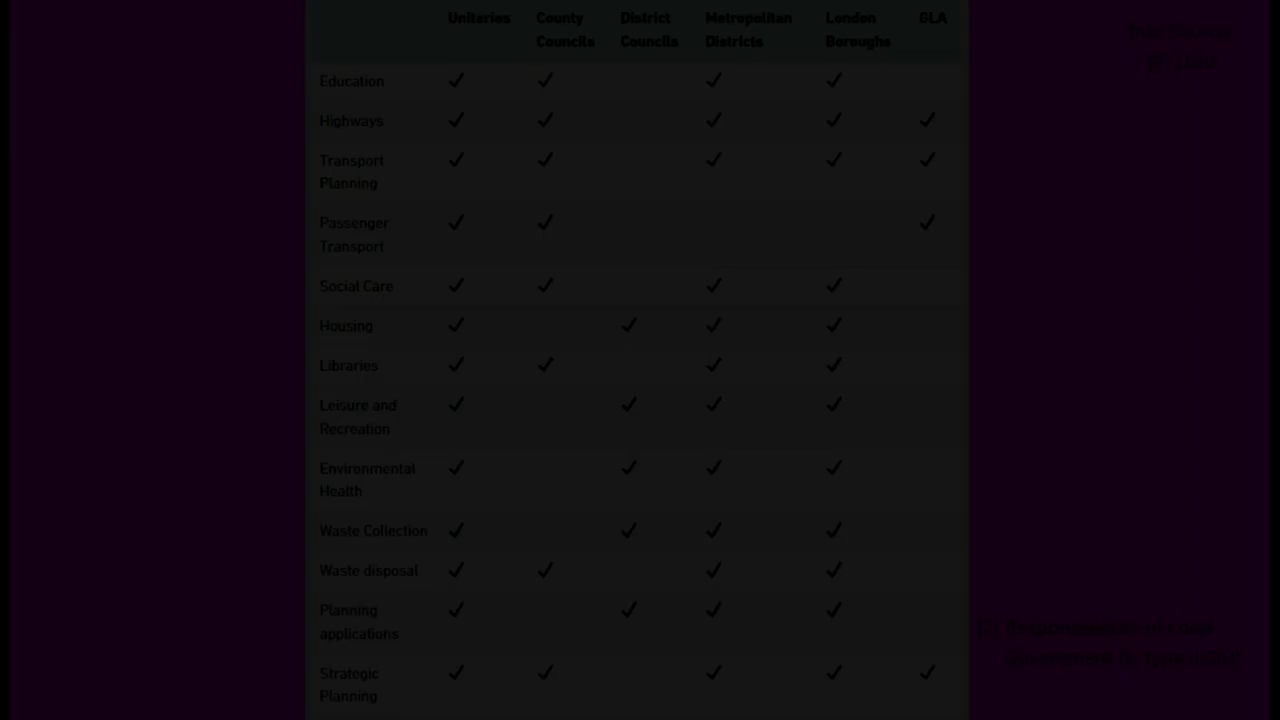 Unitaries County District Metropolitan London GLA
Councils Councils Districts Boroughs
Education ✓ ✓ ✓ ✓
Highways ✓ ✓ ✓ ✓ ✓
Transport ✓ ✓ ✓ ✓ ✓
Planning
Passenger ✓ ✓ ✓
Transport
Social Care ✓ ✓ ✓ ✓
Housing ✓ ✓ ✓ ✓
Libraries ✓ ✓ ✓ ✓
Leisure and ✓ ✓ ✓ ✓
Recreation
Environmental ✓ ✓ ✓ ✓
Health
Waste Collection ✓ ✓ ✓ ✓
Waste disposal ✓ ✓ ✓ ✓
Planning ✓ ✓ ✓ ✓
applications
Strategic ✓ ✓ ✓ ✓ ✓
Planning